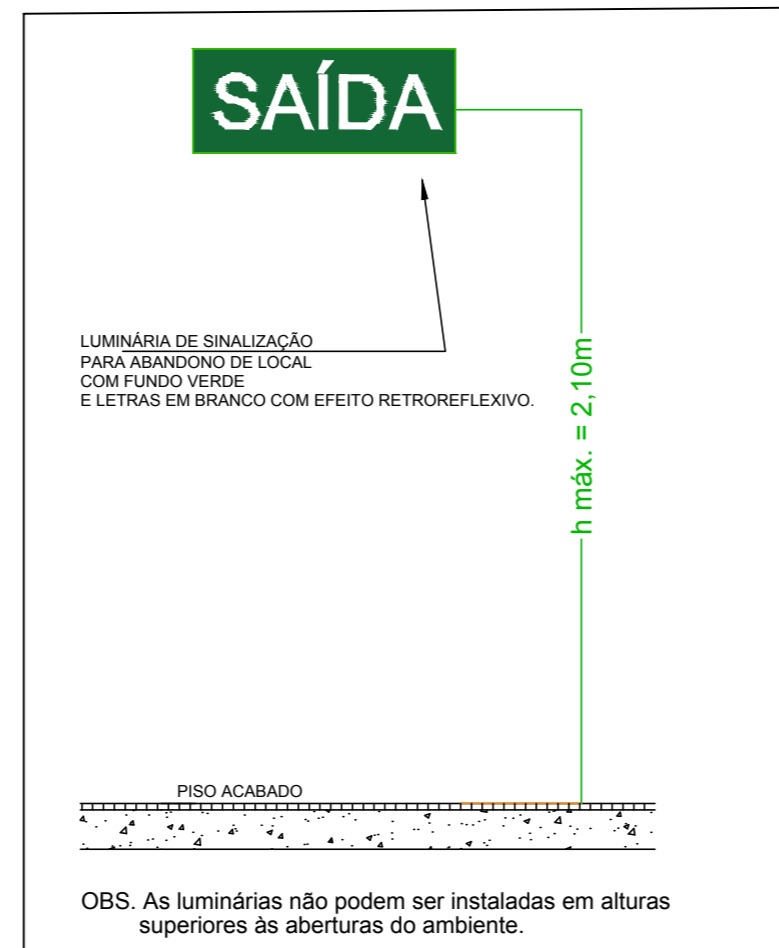 SAÍDA
LUMINÁRIA DE SINALIZAÇÃO
PARA ABANDONO DE LOCAL
COM FUNDO VERDE
E LETRAS EM BRANCO COM EFEITO RETROREFLEXIVO.
h máx. = 2,10m
PISO ACABADO
OBS. As luminárias não podem ser instaladas em alturas
superiores às aberturas do ambiente.